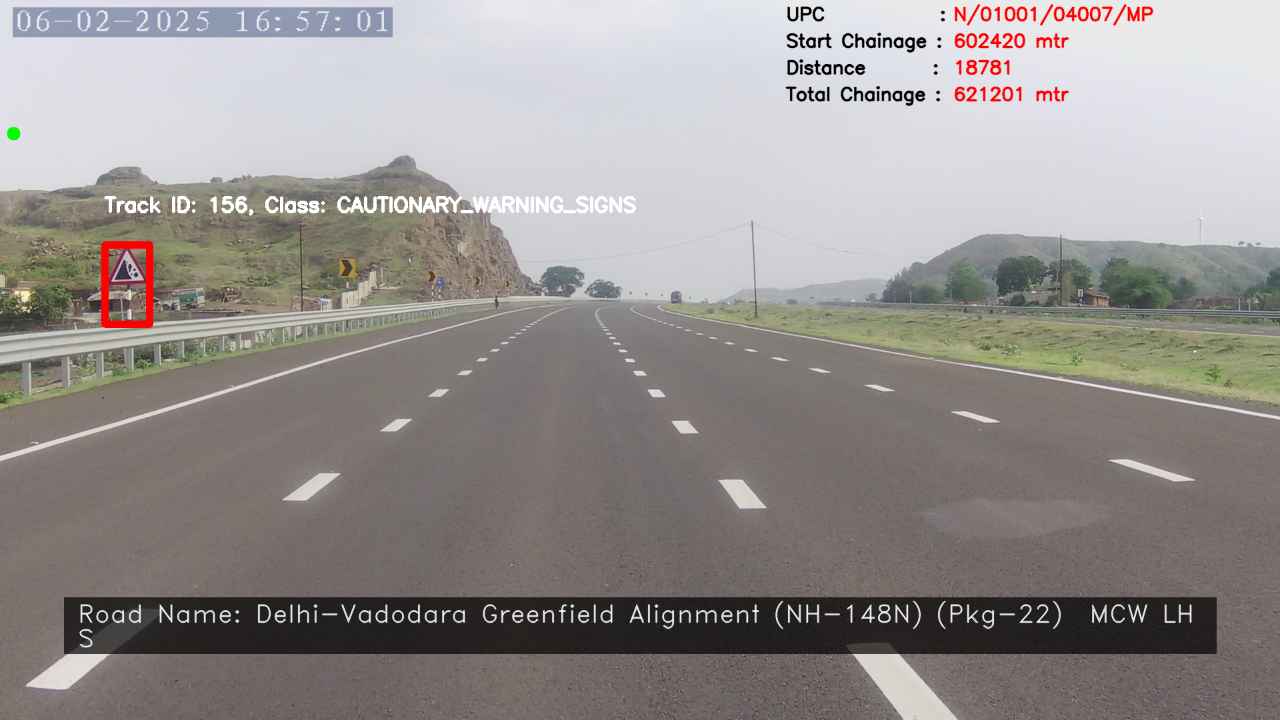 06-02-2025 16:57:01
UPC : N/01001/04007/MP
Start Chainage : 602420 mtr
Distance : 18781
Total Chainage : 621201 mtr
Track ID: 156, Class: CAUTIONARY_WARNING_SIGNS
Road Name: Delhi-Vadodara Greenfield Alignment (NH-148N) (Pkg-22) MCW LH
S